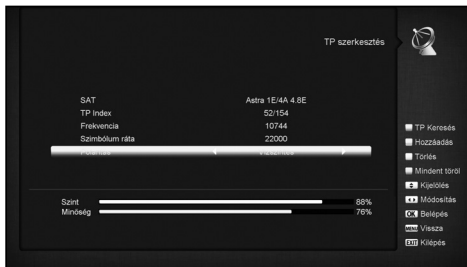 TP szerkesztés
SAT Astra 1E/4A 4.8E
TP Index 52/154
Frekvencia 10744
Szimbólum ráta 22000
Szint 88%
Minőség 76%
TP Keresés
Hozzáadás
Törlés
Mindent töröl
Kijelölés
Módosítás
OK Belépés
MENU Vissza
EXIT Kilépés